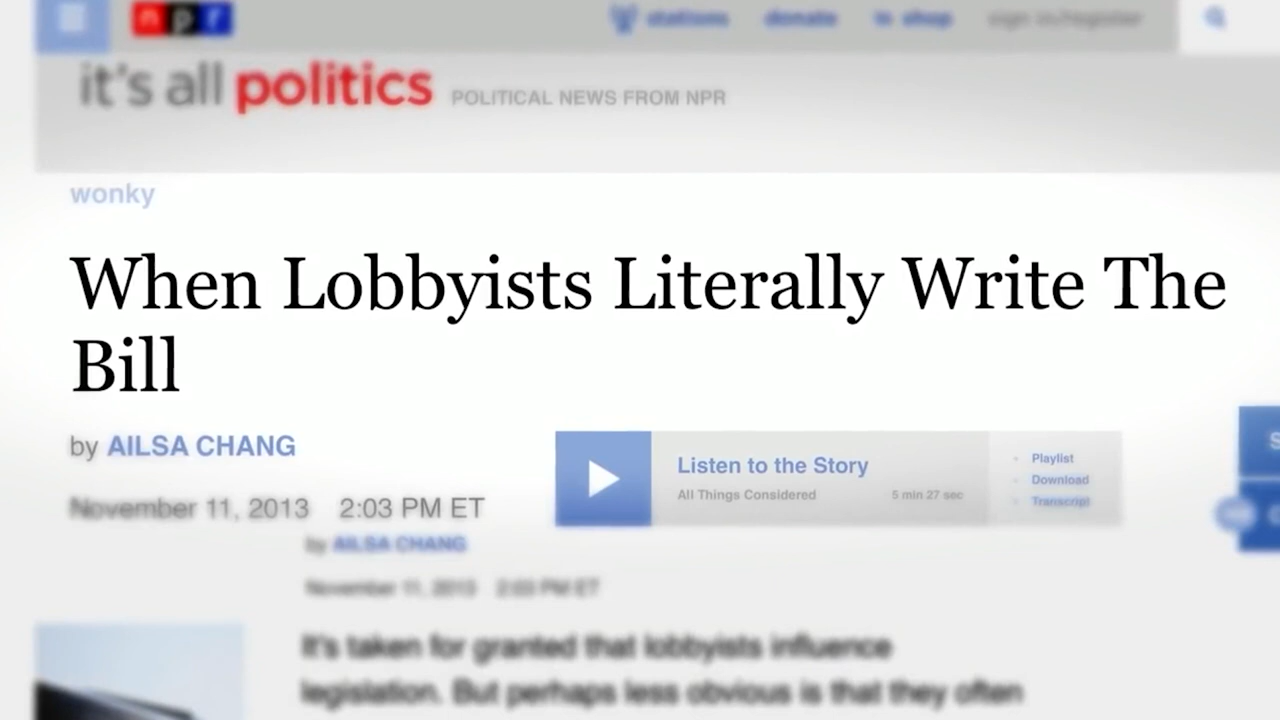 npr
stations donate shop sign in/register
it's all politics POLITICAL NEWS FROM NPR
wonky
When Lobbyists Literally Write The
Bill
by AILSA CHANG
November 11, 2013 2:03 PM ET
Listen to the Story
All Things Considered 5 min 27 sec
Playlist
Download
Transcript
by AILSA CHANG
November 11, 2013 2:03 PM ET
It's taken for granted that lobbyists influence
legislation. But perhaps less obvious is that they often